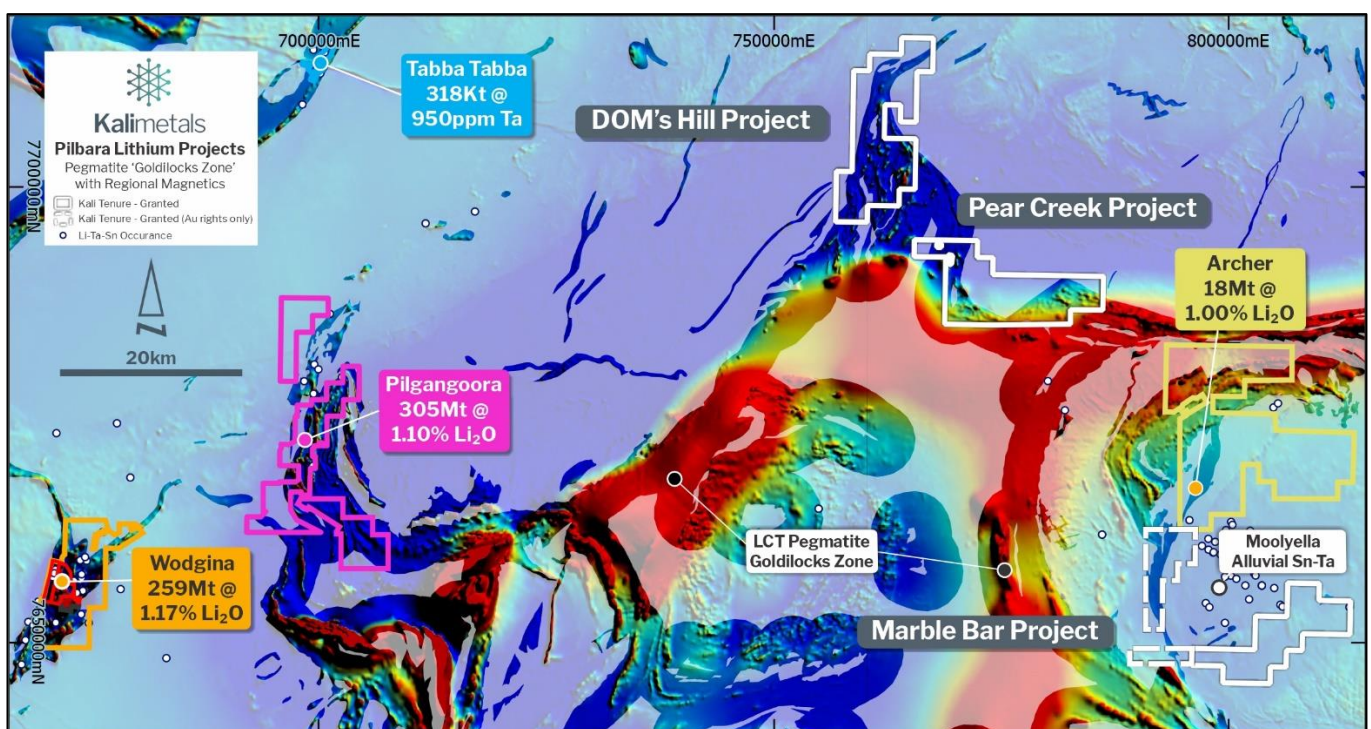 700000mE
750000mE
800000mE
7700000mN
7650000mN
Kalimetals
Pilbara Lithium Projects
Pegmatite 'Goldilocks Zone'
with Regional Magnetics
Kali Tenure - Granted
Kali Tenure - Granted (Au rights only)
Li-Ta-Sn Occurance
N
20km
Tabba Tabba
318Kt @
950ppm Ta
DOM's Hill Project
Pear Creek Project
Archer
18Mt @
1.00% Li₂O
Pilgangoora
305Mt @
1.10% Li₂O
Wodgina
259Mt @
1.17% Li₂O
LCT Pegmatite
Goldilocks Zone
Moolyella
Alluvial Sn-Ta
Marble Bar Project